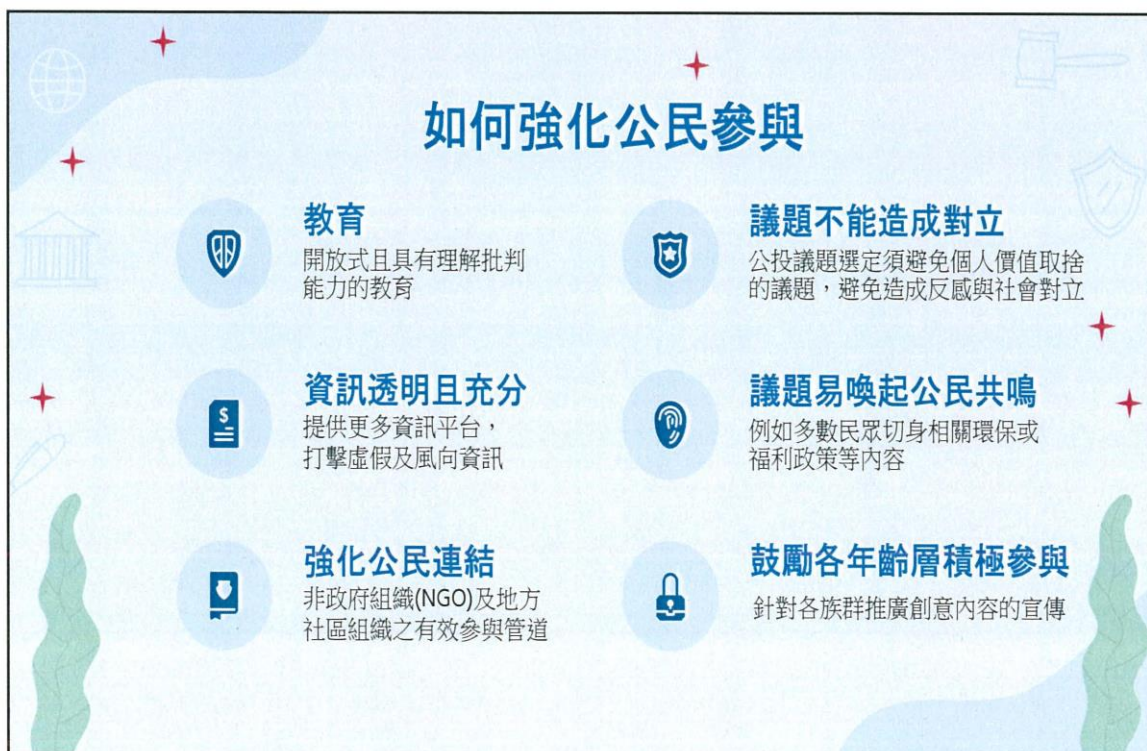 如何強化公民參與
教育
開放式且具有理解批判
能力的教育
資訊透明且充分
提供更多資訊平台，
打擊虛假及風向資訊
強化公民連結
非政府組織(NGO)及地方
社區組織之有效參與管道
議題不能造成對立
公投議題選定須避免個人價值取捨
的議題，避免造成反感與社會對立
議題易喚起公民共鳴
例如多數民眾切身相關環保或
福利政策等內容
鼓勵各年齡層積極參與
針對各族群推廣創意內容的宣傳